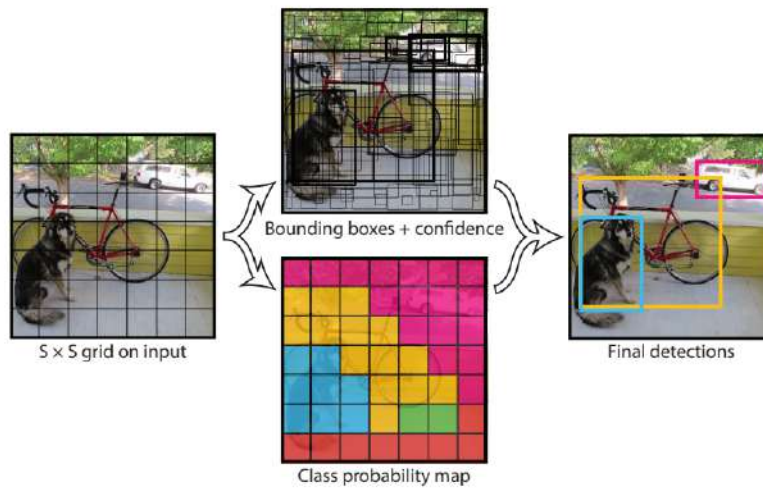 Bounding boxes + confidence
S × S grid on input
Final detections
Class probability map